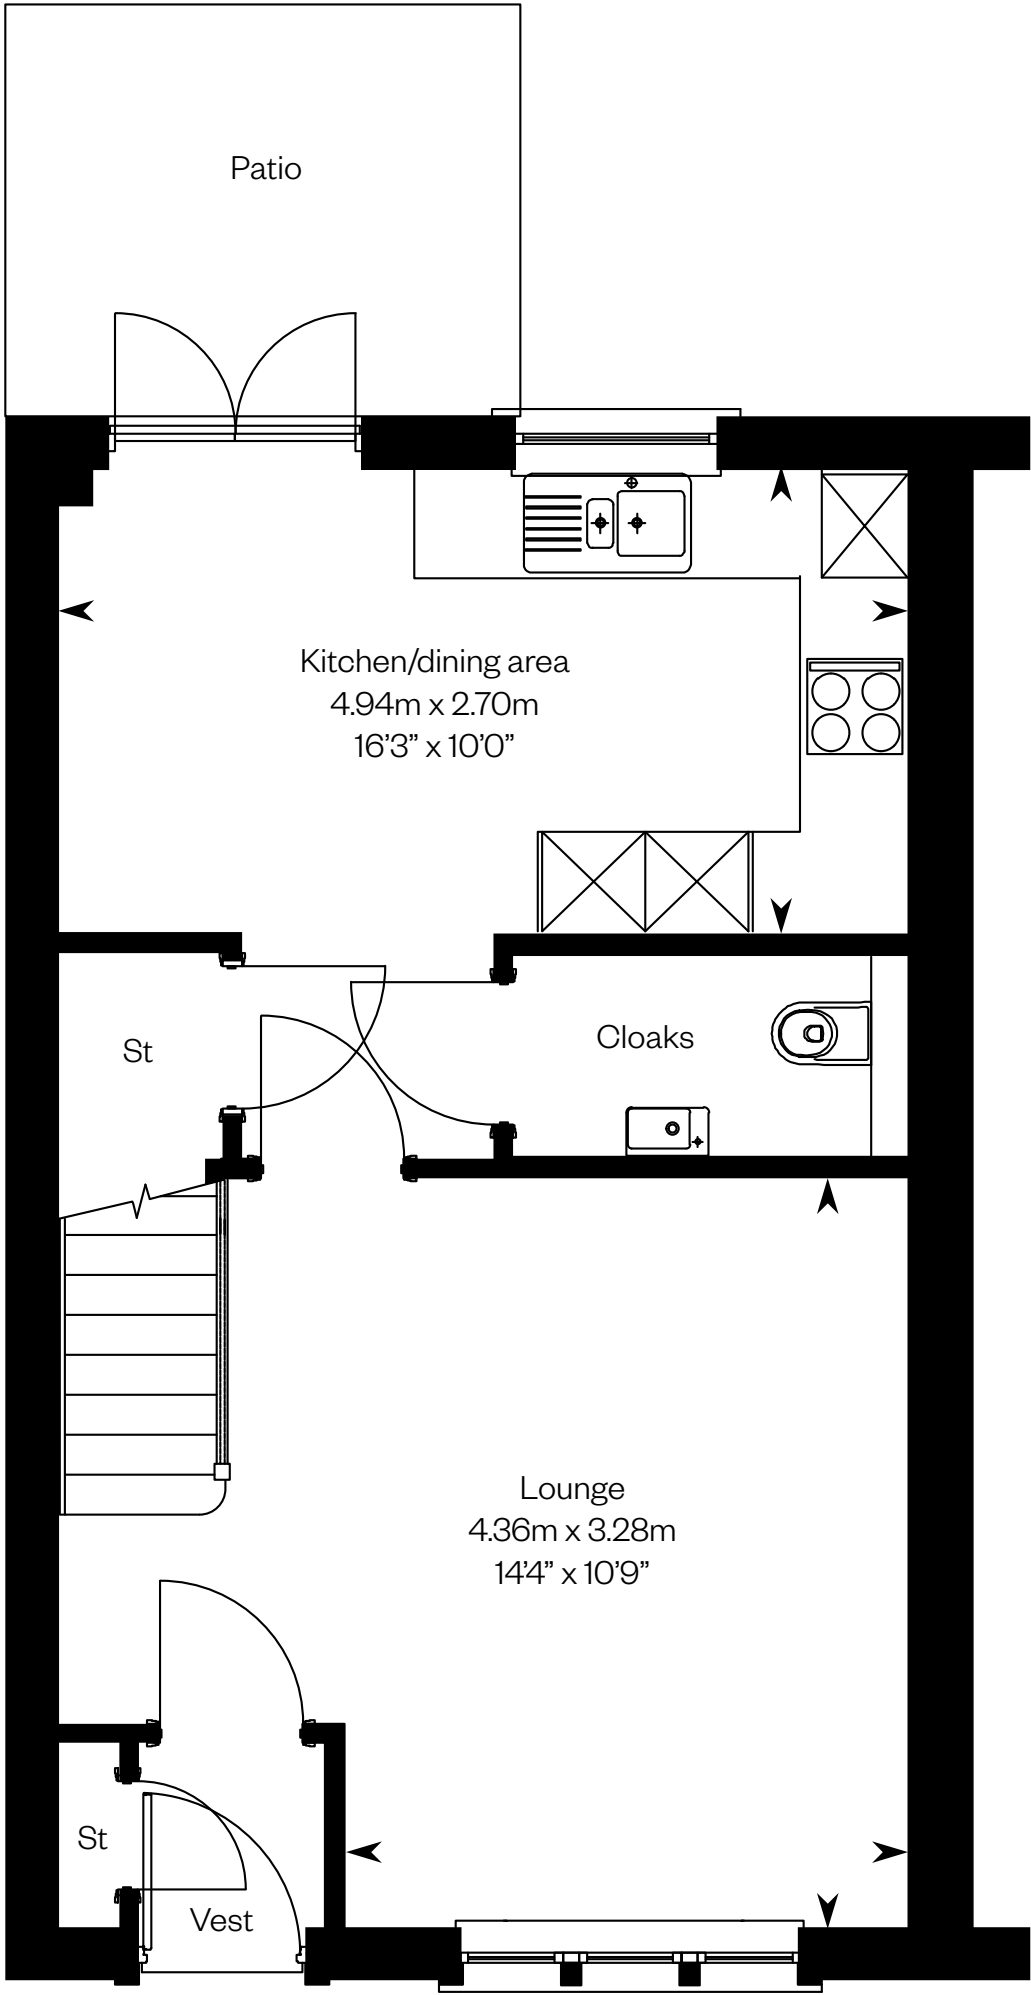 Patio
Kitchen/dining area
4.94m x 2.70m
16’3” x 10’0”
St
Cloaks
Lounge
4.36m x 3.28m
14’4” x 10’9”
St
Vest